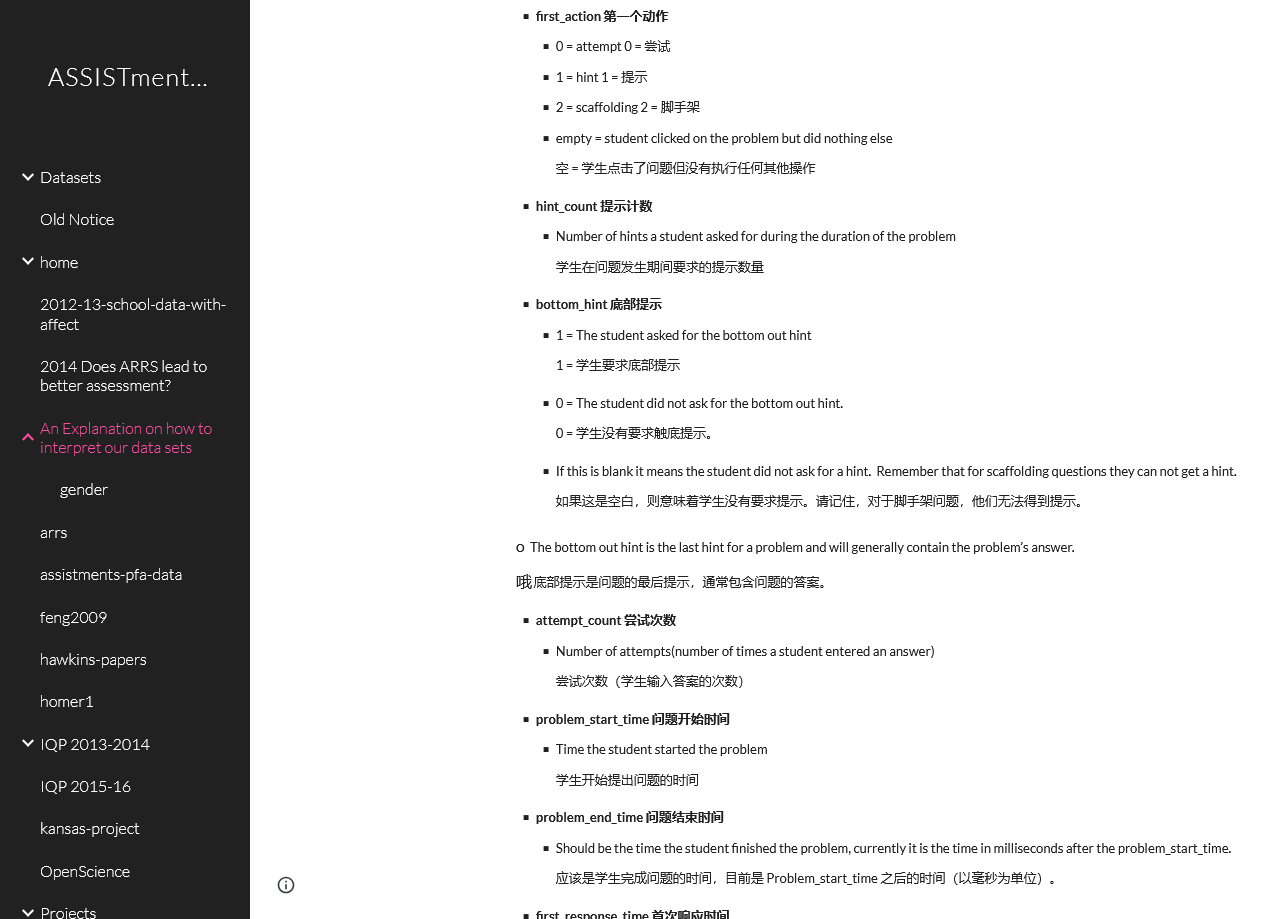 ASSISTment...
Datasets
Old Notice
home
2012-13-school-data-with-
affect
2014 Does ARRS lead to
better assessment?
An Explanation on how to
interpret our data sets
gender
arrs
assistments-pfa-data
feng2009
hawkins-papers
homer1
IQP 2013-2014
IQP 2015-16
kansas-project
OpenScience
Projects
first_action 第一个动作
0 = attempt 0 = 尝试
1 = hint 1 = 提示
2 = scaffolding 2 = 脚手架
empty = student clicked on the problem but did nothing else
空 = 学生点击了问题但没有执行任何其他操作
hint_count 提示计数
Number of hints a student asked for during the duration of the problem
学生在问题发生期间要求的提示数量
bottom_hint 底部提示
1 = The student asked for the bottom out hint
1 = 学生要求底部提示
0 = The student did not ask for the bottom out hint.
0 = 学生没有要求触底提示。
If this is blank it means the student did not ask for a hint.  Remember that for scaffolding questions they can not get a hint.
如果这是空白，则意味着学生没有要求提示。请记住，对于脚手架问题，他们无法得到提示。
o The bottom out hint is the last hint for a problem and will generally contain the problem’s answer.
哦底部提示是问题的最后提示，通常包含问题的答案。
attempt_count 尝试次数
Number of attempts(number of times a student entered an answer)
尝试次数（学生输入答案的次数）
problem_start_time 问题开始时间
Time the student started the problem
学生开始提出问题的时间
problem_end_time 问题结束时间
Should be the time the student finished the problem, currently it is the time in milliseconds after the problem_start_time.
应该是学生完成问题的时间，目前是 Problem_start_time 之后的时间（以毫秒为单位）。
first_response_time 首次响应时间